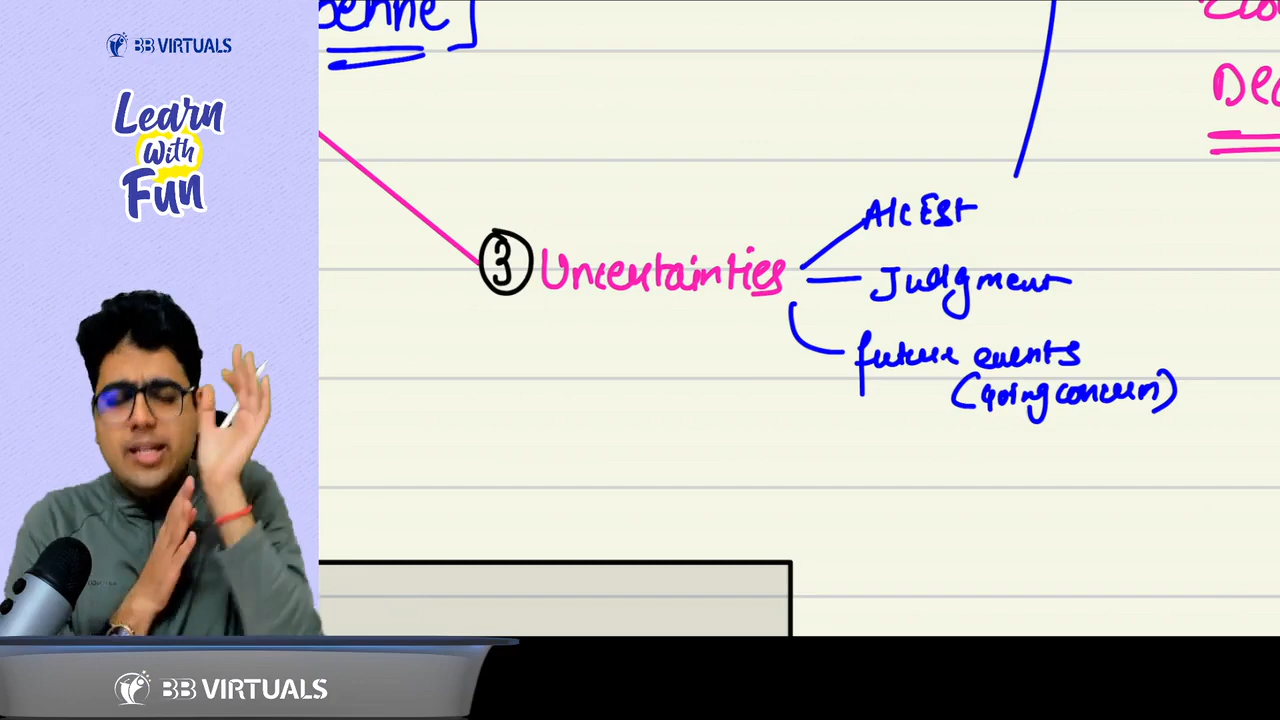 BB VIRTUALS
Learn
With
Fun
3 Uncertainties
A/c Est
Judgment
future events
(Going concern)
BB VIRTUALS